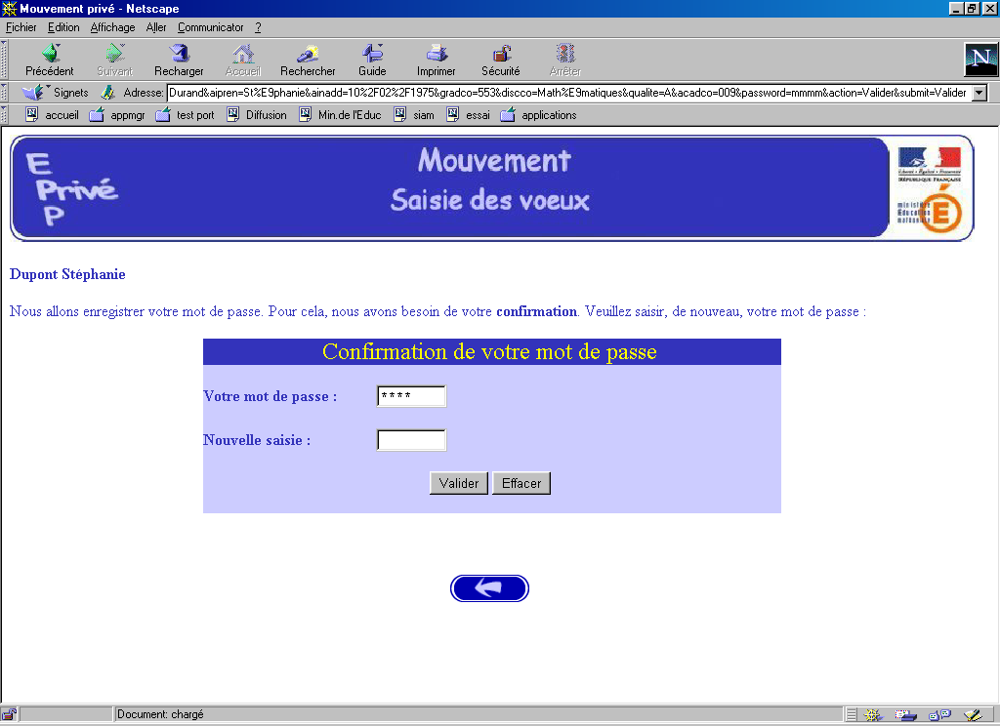 Mouvement privé - Netscape
Fichier Edition Affichage Aller Communicator ?
Précédent Suivant Recharger Accueil Rechercher Guide Imprimer Sécurité Arrêter
N
Signets Adresse: Durand&aipren=St%E9phanie&ainadd=10%2F02%2F1975&gradco=553&discco=Math%E9matiques&qualite=A&acadco=009&password=mmmm&action=Valider&submit=Valider
accueil appmgr test port Diffusion Min.de l'Educ siam essai applications
E
Privé
P
Mouvement
Saisie des voeux
Liberté • Égalité • Fraternité
RÉPUBLIQUE FRANÇAISE
ministère
Éducation
nationale
É
Dupont Stéphanie
Nous allons enregistrer votre mot de passe. Pour cela, nous avons besoin de votre confirmation. Veuillez saisir, de nouveau, votre mot de passe :
Confirmation de votre mot de passe
Votre mot de passe : ****
Nouvelle saisie :
Valider Effacer
Document: chargé